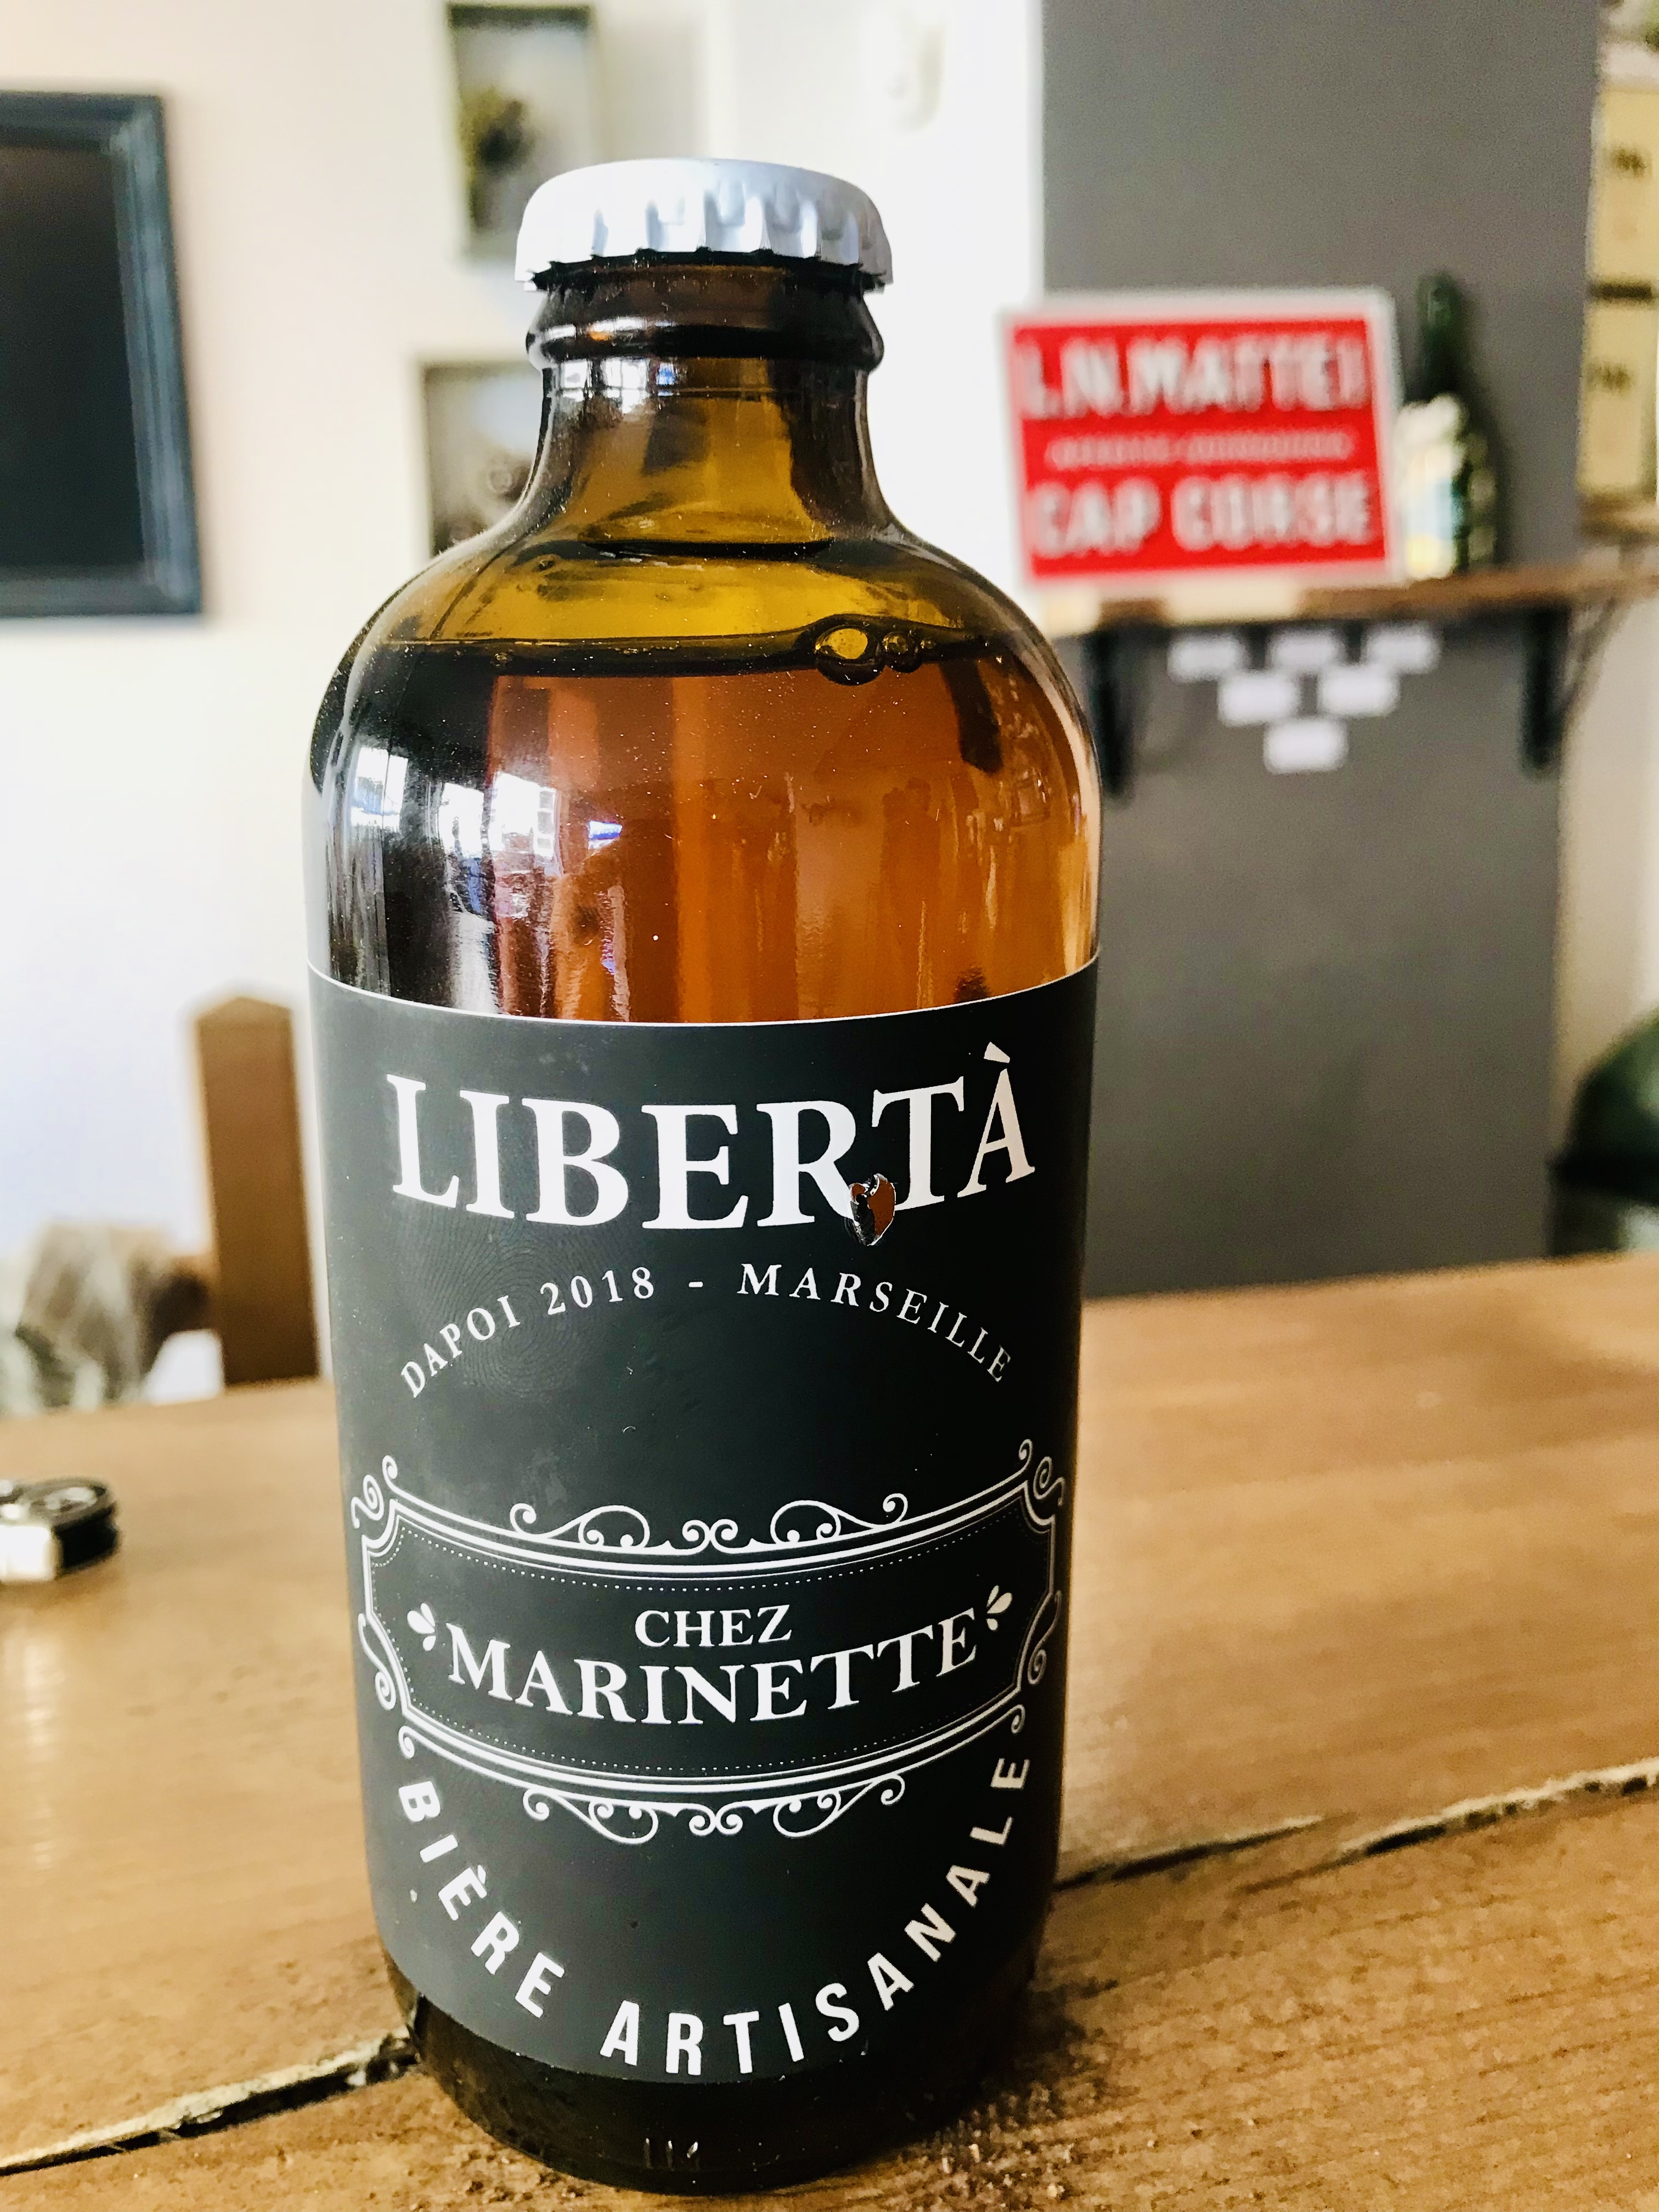 L.N.MATTEI
CAP CORSE
LIBERTÀ
DAPOI 2018 - MARSEILLE
CHEZ
MARINETTE
BIÈRE ARTISANALE